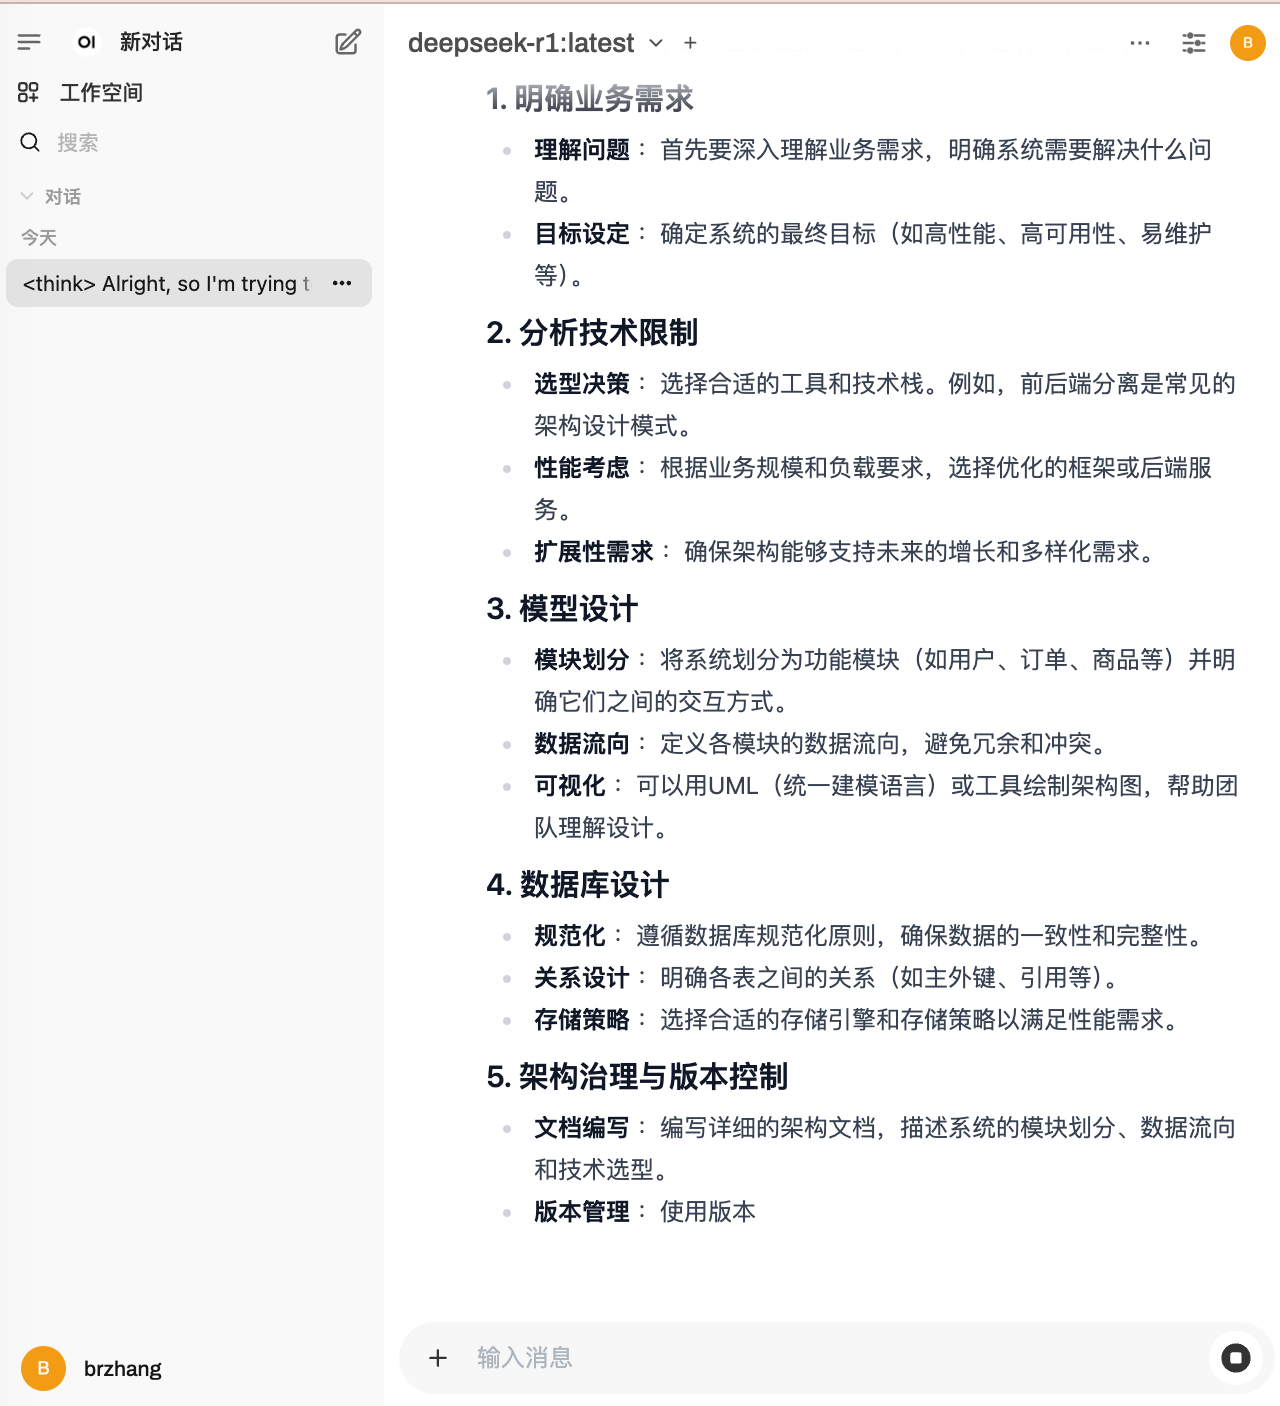 OI 新对话
工作空间
搜索
对话
今天
<think> Alright, so I'm trying t
brzhang
deepseek-r1:latest
B
1. 明确业务需求
理解问题： 首先要深入理解业务需求，明确系统需要解决什么问
题。
目标设定： 确定系统的最终目标（如高性能、高可用性、易维护
等）。
2. 分析技术限制
选型决策： 选择合适的工具和技术栈。例如，前后端分离是常见的
架构设计模式。
性能考虑： 根据业务规模和负载要求，选择优化的框架或后端服
务。
扩展性需求： 确保架构能够支持未来的增长和多样化需求。
3. 模型设计
模块划分： 将系统划分为功能模块（如用户、订单、商品等）并明
确它们之间的交互方式。
数据流向： 定义各模块的数据流向，避免冗余和冲突。
可视化： 可以用UML（统一建模语言）或工具绘制架构图，帮助团
队理解设计。
4. 数据库设计
规范化： 遵循数据库规范化原则，确保数据的一致性和完整性。
关系设计： 明确各表之间的关系（如主外键、引用等）。
存储策略： 选择合适的存储引擎和存储策略以满足性能需求。
5. 架构治理与版本控制
文档编写： 编写详细的架构文档，描述系统的模块划分、数据流向
和技术选型。
版本管理： 使用版本
输入消息
B